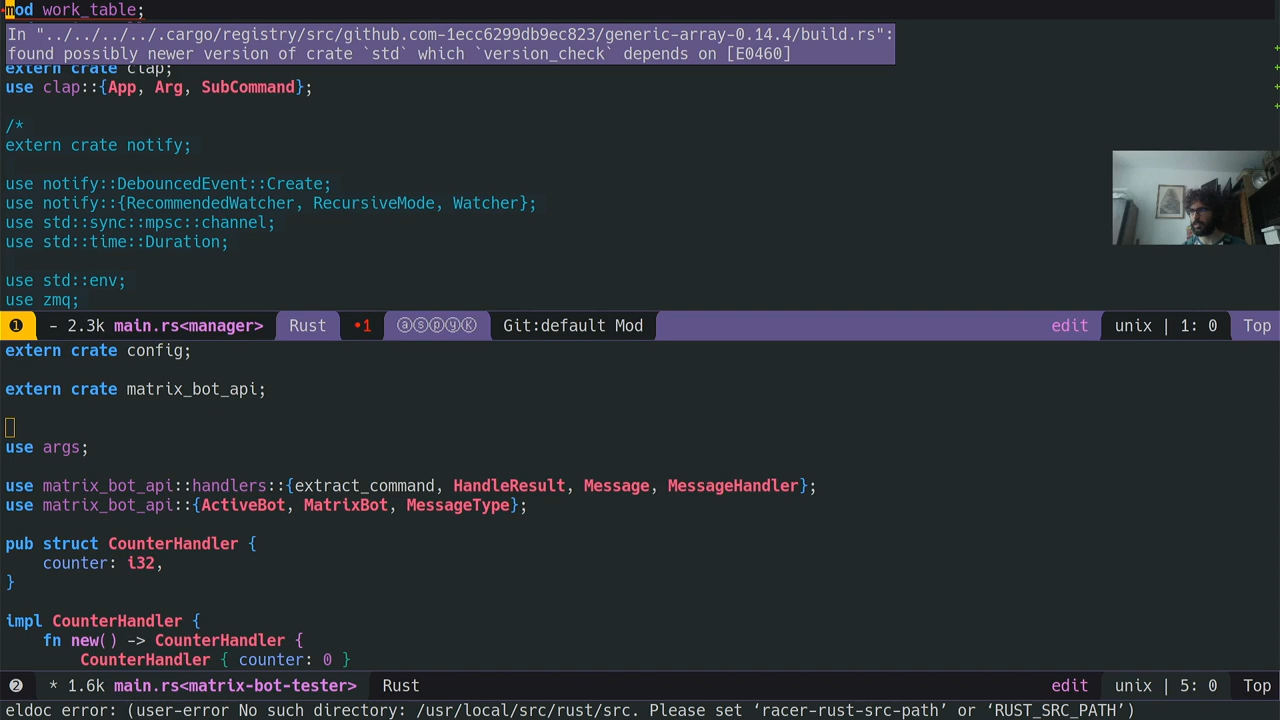 mod work_table;
In "../../../../.cargo/registry/src/github.com-1ecc6299db9ec823/generic-array-0.14.4/build.rs":
found possibly newer version of crate `std` which `version_check` depends on [E0460]
extern crate clap;
use clap::{App, Arg, SubCommand};
/*
extern crate notify;
use notify::DebouncedEvent::Create;
use notify::{RecommendedWatcher, RecursiveMode, Watcher};
use std::sync::mpsc::channel;
use std::time::Duration;
use std::env;
use zmq;
❶ - 2.3k main.rs<manager> Rust •1 ⓐⓢⓟⓨⓀ Git:default Mod edit unix | 1: 0 Top
extern crate config;
extern crate matrix_bot_api;
use args;
use matrix_bot_api::handlers::{extract_command, HandleResult, Message, MessageHandler};
use matrix_bot_api::{ActiveBot, MatrixBot, MessageType};
pub struct CounterHandler {
counter: i32,
}
impl CounterHandler {
fn new() -> CounterHandler {
CounterHandler { counter: 0 }
❷ * 1.6k main.rs<matrix-bot-tester> Rust edit unix | 5: 0 Top
eldoc error: (user-error No such directory: /usr/local/src/rust/src. Please set ‘racer-rust-src-path’ or ‘RUST_SRC_PATH’)